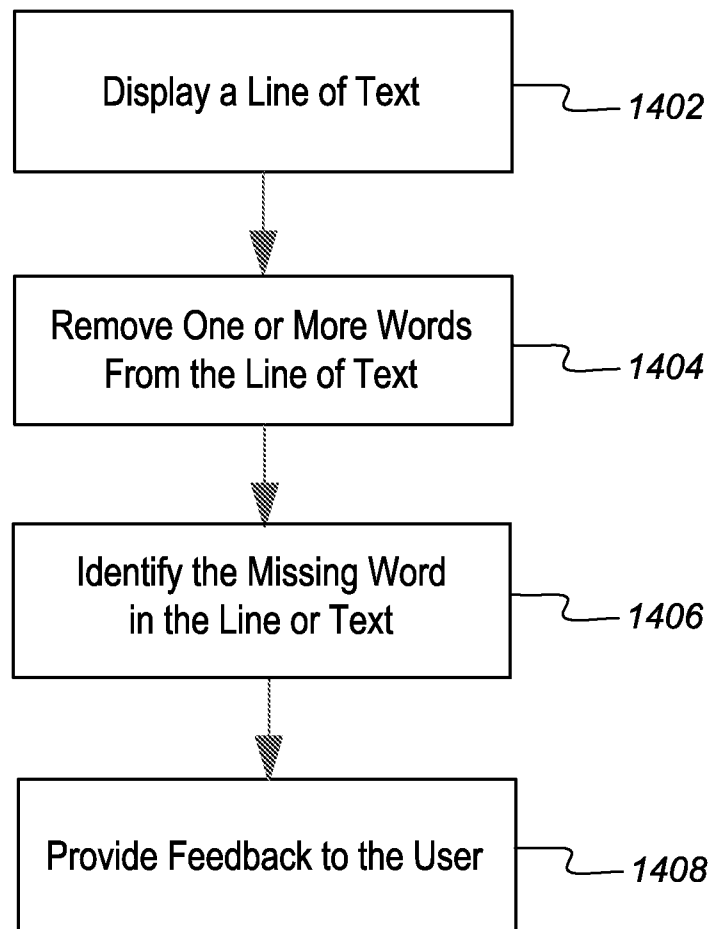 Display a Line of Text
1402
Remove One or More Words
From the Line of Text
1404
Identify the Missing Word
in the Line or Text
1406
Provide Feedback to the User
1408